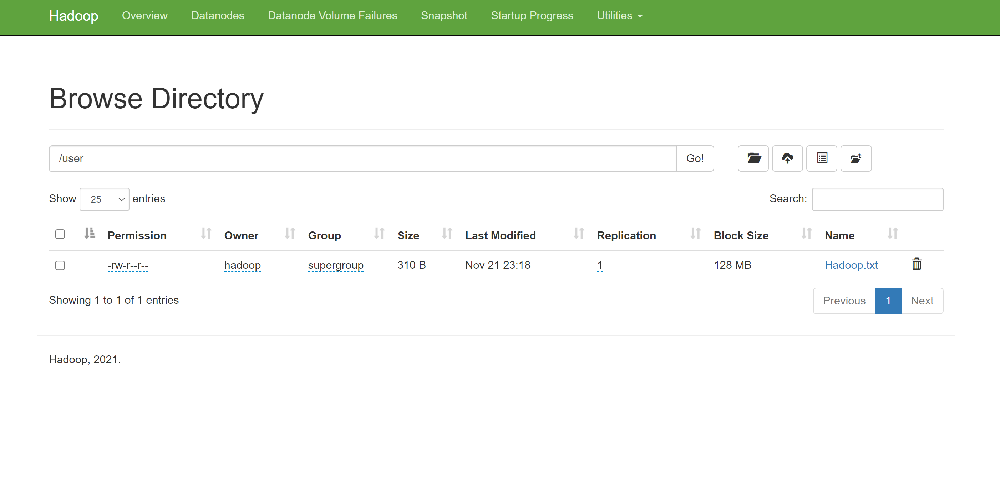 Hadoop Overview Datanodes Datanode Volume Failures Snapshot Startup Progress Utilities
Browse Directory
/user Go!
Show 25 entries Search:
Permission Owner Group Size Last Modified Replication Block Size Name
-rw-r--r-- hadoop supergroup 310 B Nov 21 23:18 1 128 MB Hadoop.txt
Showing 1 to 1 of 1 entries Previous 1 Next
Hadoop, 2021.